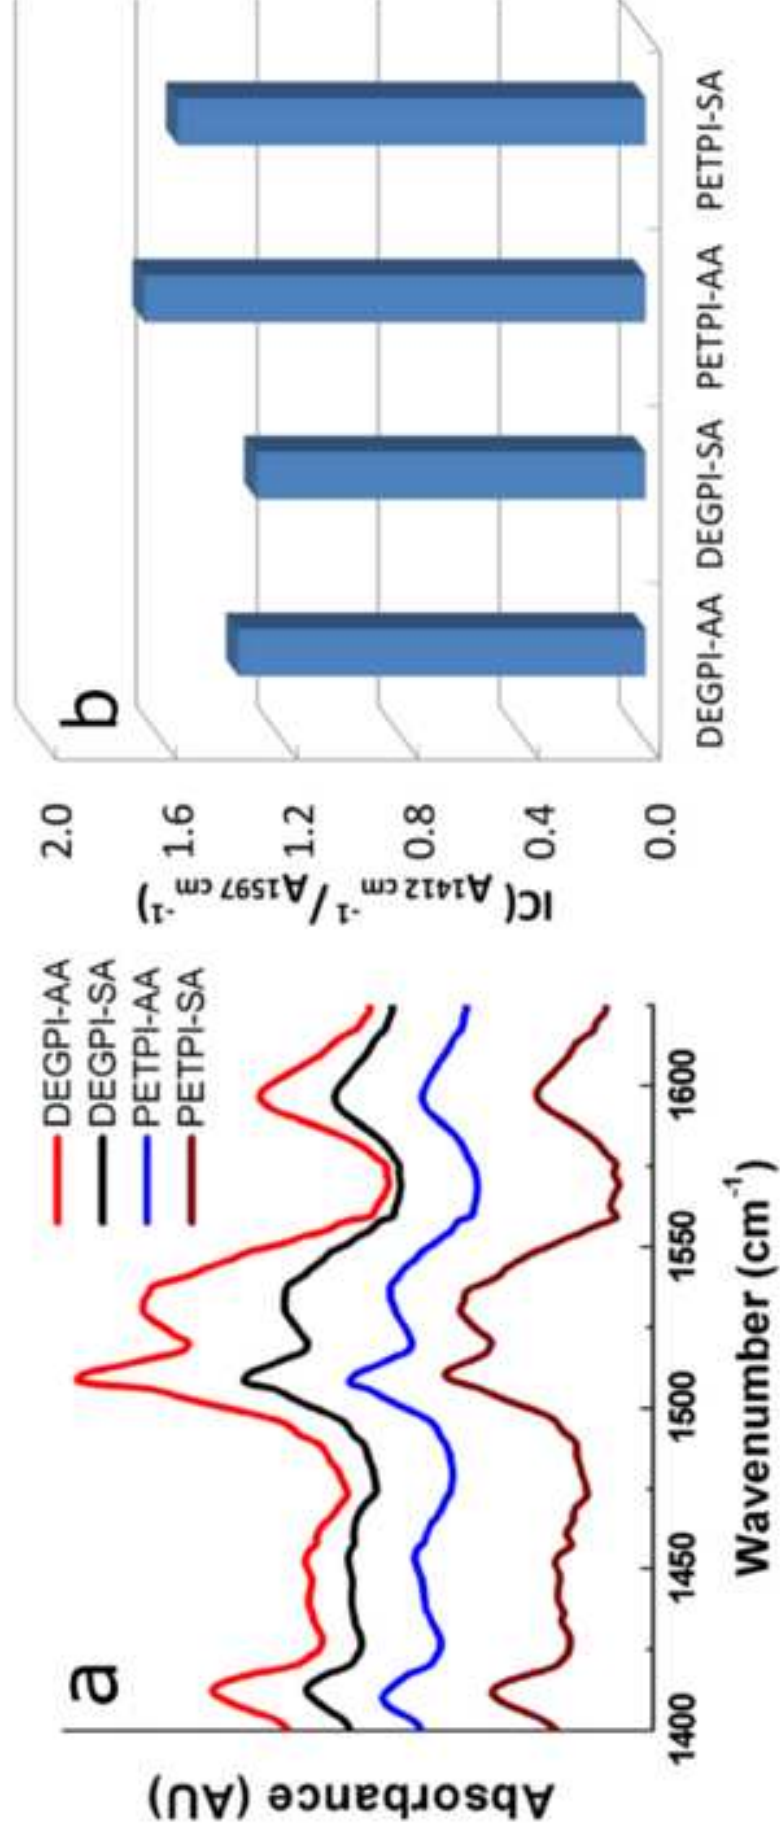 a
DEGPI-AA
DEGPI-SA
PETPI-AA
PETPI-SA
Absorbance (AU)
1400 1450 1500 1550 1600
Wavenumber (cm-1)
b
2.0
1.6
1.2
0.8
0.4
0.0
IC( A1412 cm-1/A1597 cm-1)
DEGPI-AA DEGPI-SA PETPI-AA PETPI-SA